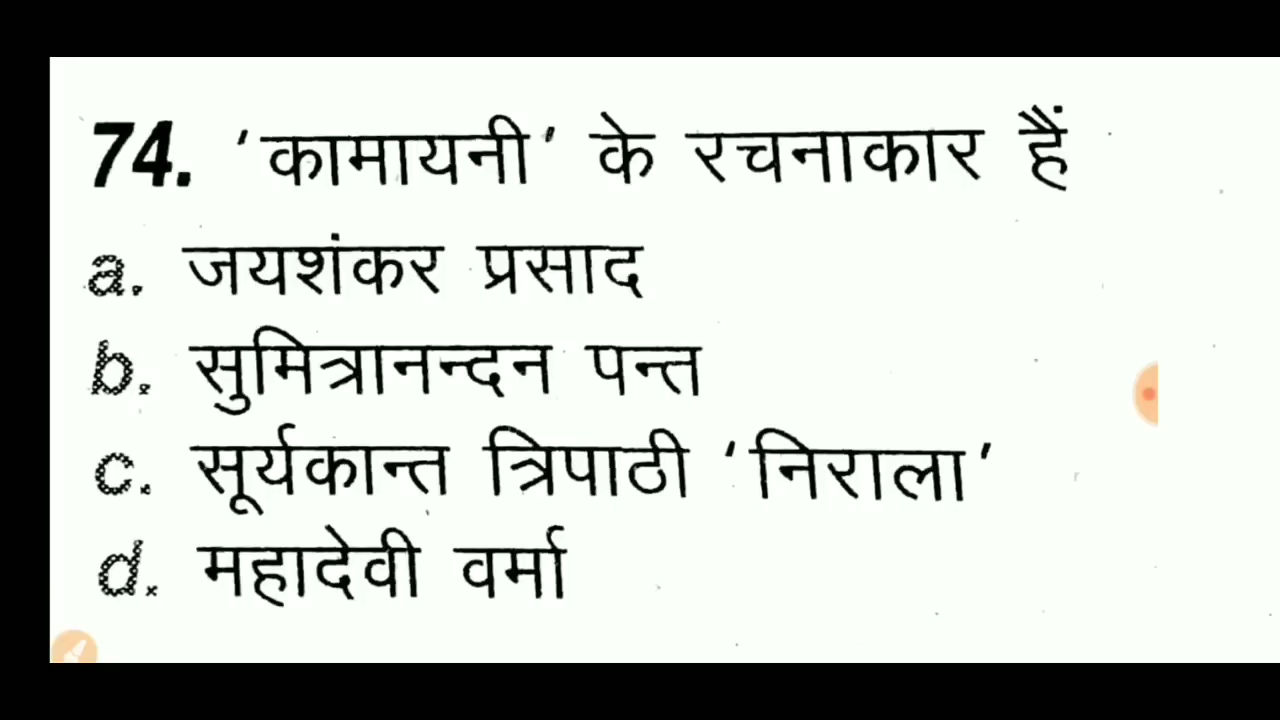 74. 'कामायनी' के रचनाकार हैं
a. जयशंकर प्रसाद
b. सुमित्रानन्दन पन्त
c. सूर्यकान्त त्रिपाठी 'निराला'
d. महादेवी वर्मा